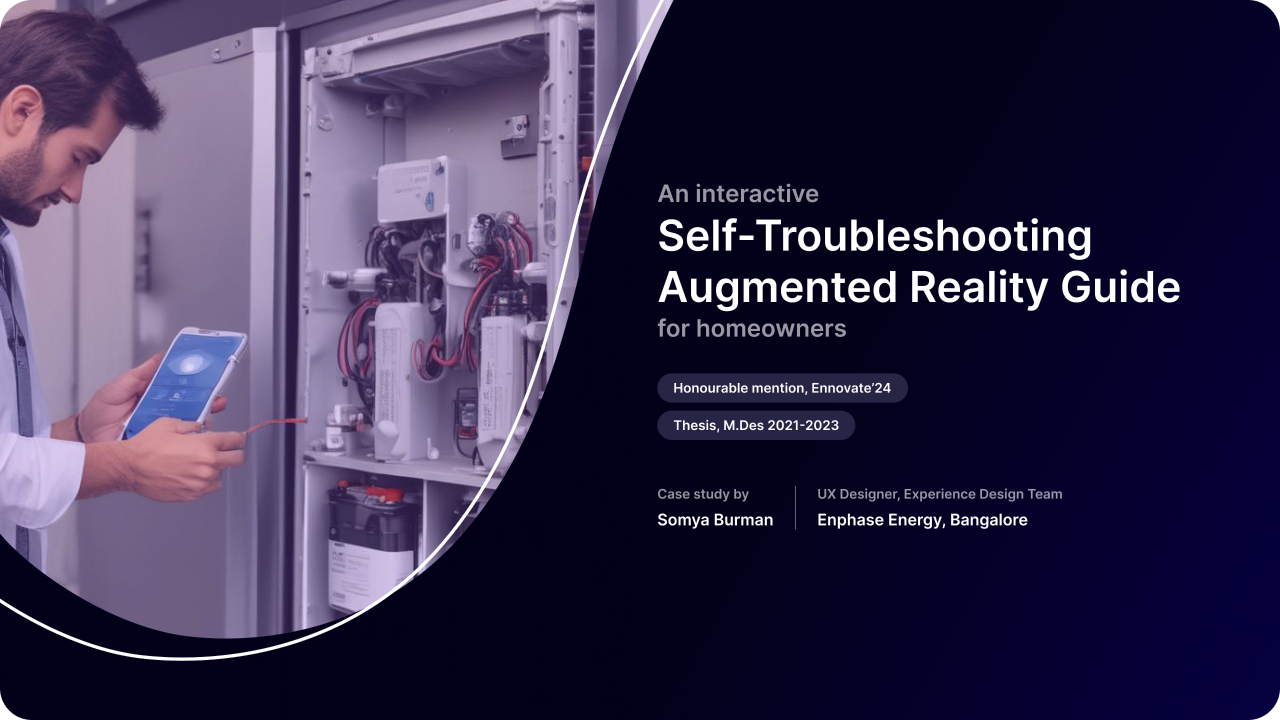 An interactive
Self-Troubleshooting
Augmented Reality Guide
for homeowners
Honourable mention, Ennovate’24
Thesis, M.Des 2021-2023
Case study by
Somya Burman
UX Designer, Experience Design Team
Enphase Energy, Bangalore